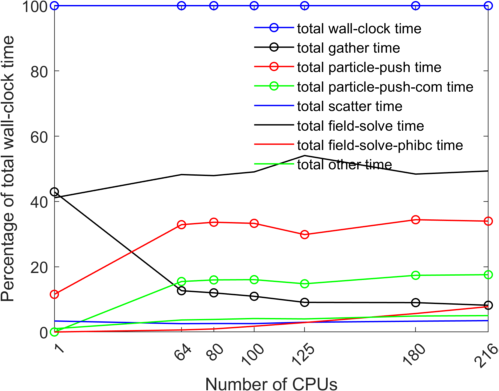 100
80
60
40
20
0
Percentage of total wall-clock time
total wall-clock time
total gather time
total particle-push time
total particle-push-com time
total scatter time
total field-solve time
total field-solve-phibc time
total other time
1 64 80 100 125 180 216
Number of CPUs